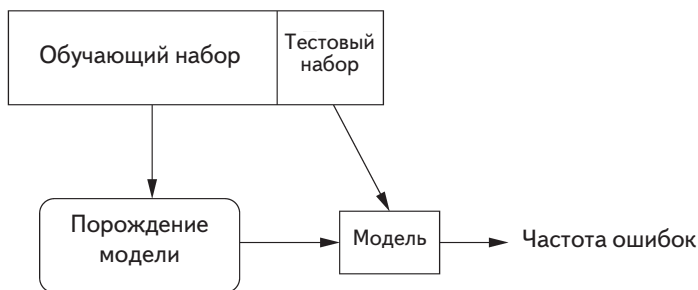 Обучающий набор
Тестовый
набор
Порождение
модели
Модель
Частота ошибок